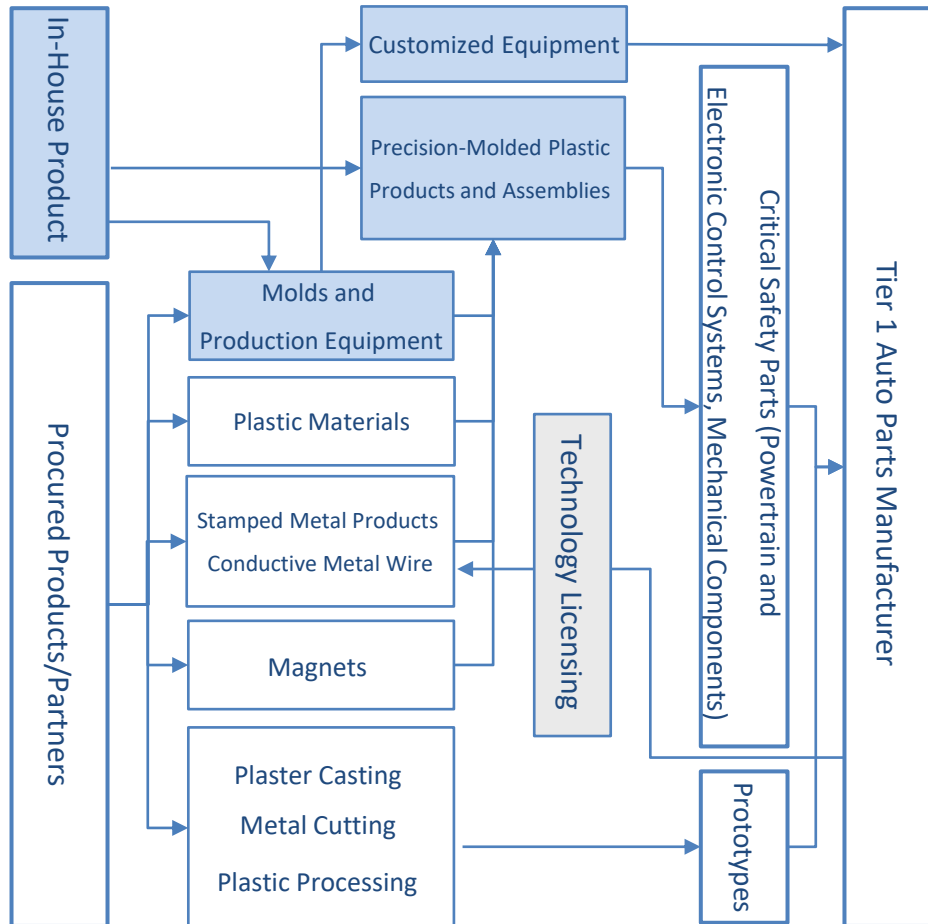 In-House Product
Customized Equipment
Precision-Molded Plastic
Products and Assemblies
Molds and
Production Equipment
Procured Products/Partners
Plastic Materials
Stamped Metal Products
Conductive Metal Wire
Magnets
Plaster Casting
Metal Cutting
Plastic Processing
Technology Licensing
Critical Safety Parts (Powertrain and
Electronic Control Systems, Mechanical Components)
Prototypes
Tier 1 Auto Parts Manufacturer